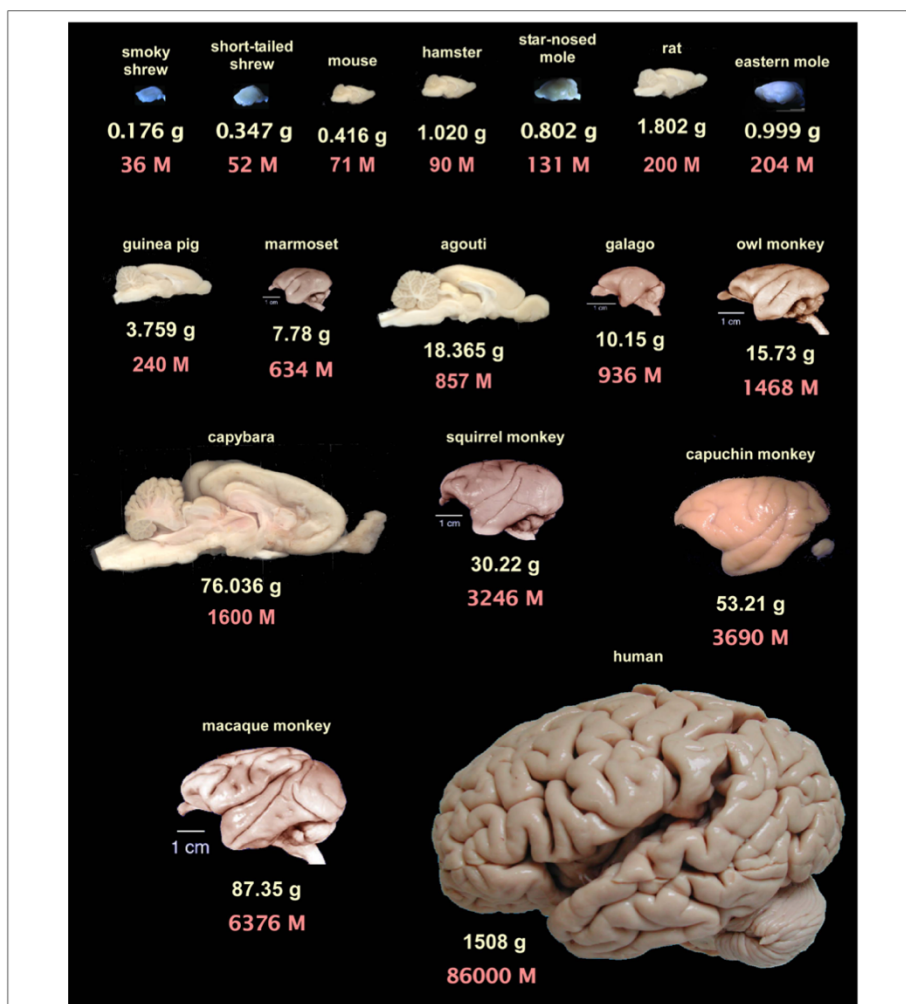 smoky
shrew
0.176 g
36 M
short-tailed
shrew
0.347 g
52 M
mouse
0.416 g
71 M
hamster
1.020 g
90 M
star-nosed
mole
0.802 g
131 M
rat
1.802 g
200 M
eastern mole
0.999 g
204 M
guinea pig
3.759 g
240 M
marmoset
1 cm
7.78 g
634 M
agouti
18.365 g
857 M
galago
1 cm
10.15 g
936 M
owl monkey
1 cm
15.73 g
1468 M
capybara
76.036 g
1600 M
squirrel monkey
1 cm
30.22 g
3246 M
capuchin monkey
53.21 g
3690 M
macaque monkey
1 cm
87.35 g
6376 M
human
1508 g
86000 M